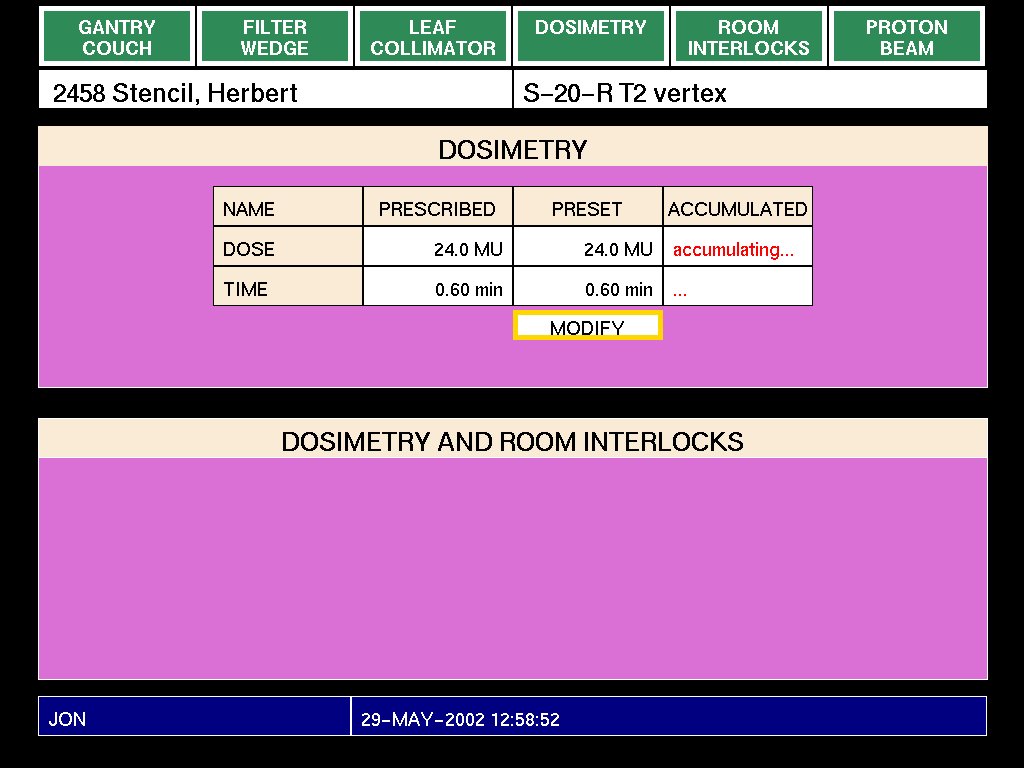 GANTRY COUCH
FILTER WEDGE
LEAF COLLIMATOR
DOSIMETRY
ROOM INTERLOCKS
PROTON BEAM
2458 Stencil, Herbert
S-20-R T2 vertex
DOSIMETRY
NAME PRESCRIBED PRESET ACCUMULATED
DOSE 24.0 MU 24.0 MU accumulating...
TIME 0.60 min 0.60 min ...
MODIFY
DOSIMETRY AND ROOM INTERLOCKS
JON
29-MAY-2002 12:58:52